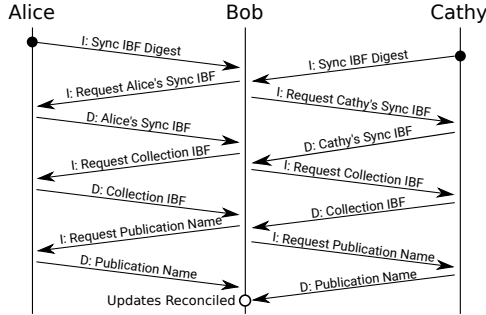 Alice Bob Cathy
I: Sync IBF Digest
I: Sync IBF Digest
I: Request Alice's Sync IBF
I: Request Cathy's Sync IBF
D: Alice's Sync IBF
D: Cathy's Sync IBF
I: Request Collection IBF
I: Request Collection IBF
D: Collection IBF
D: Collection IBF
I: Request Publication Name
I: Request Publication Name
D: Publication Name
D: Publication Name
Updates Reconciled